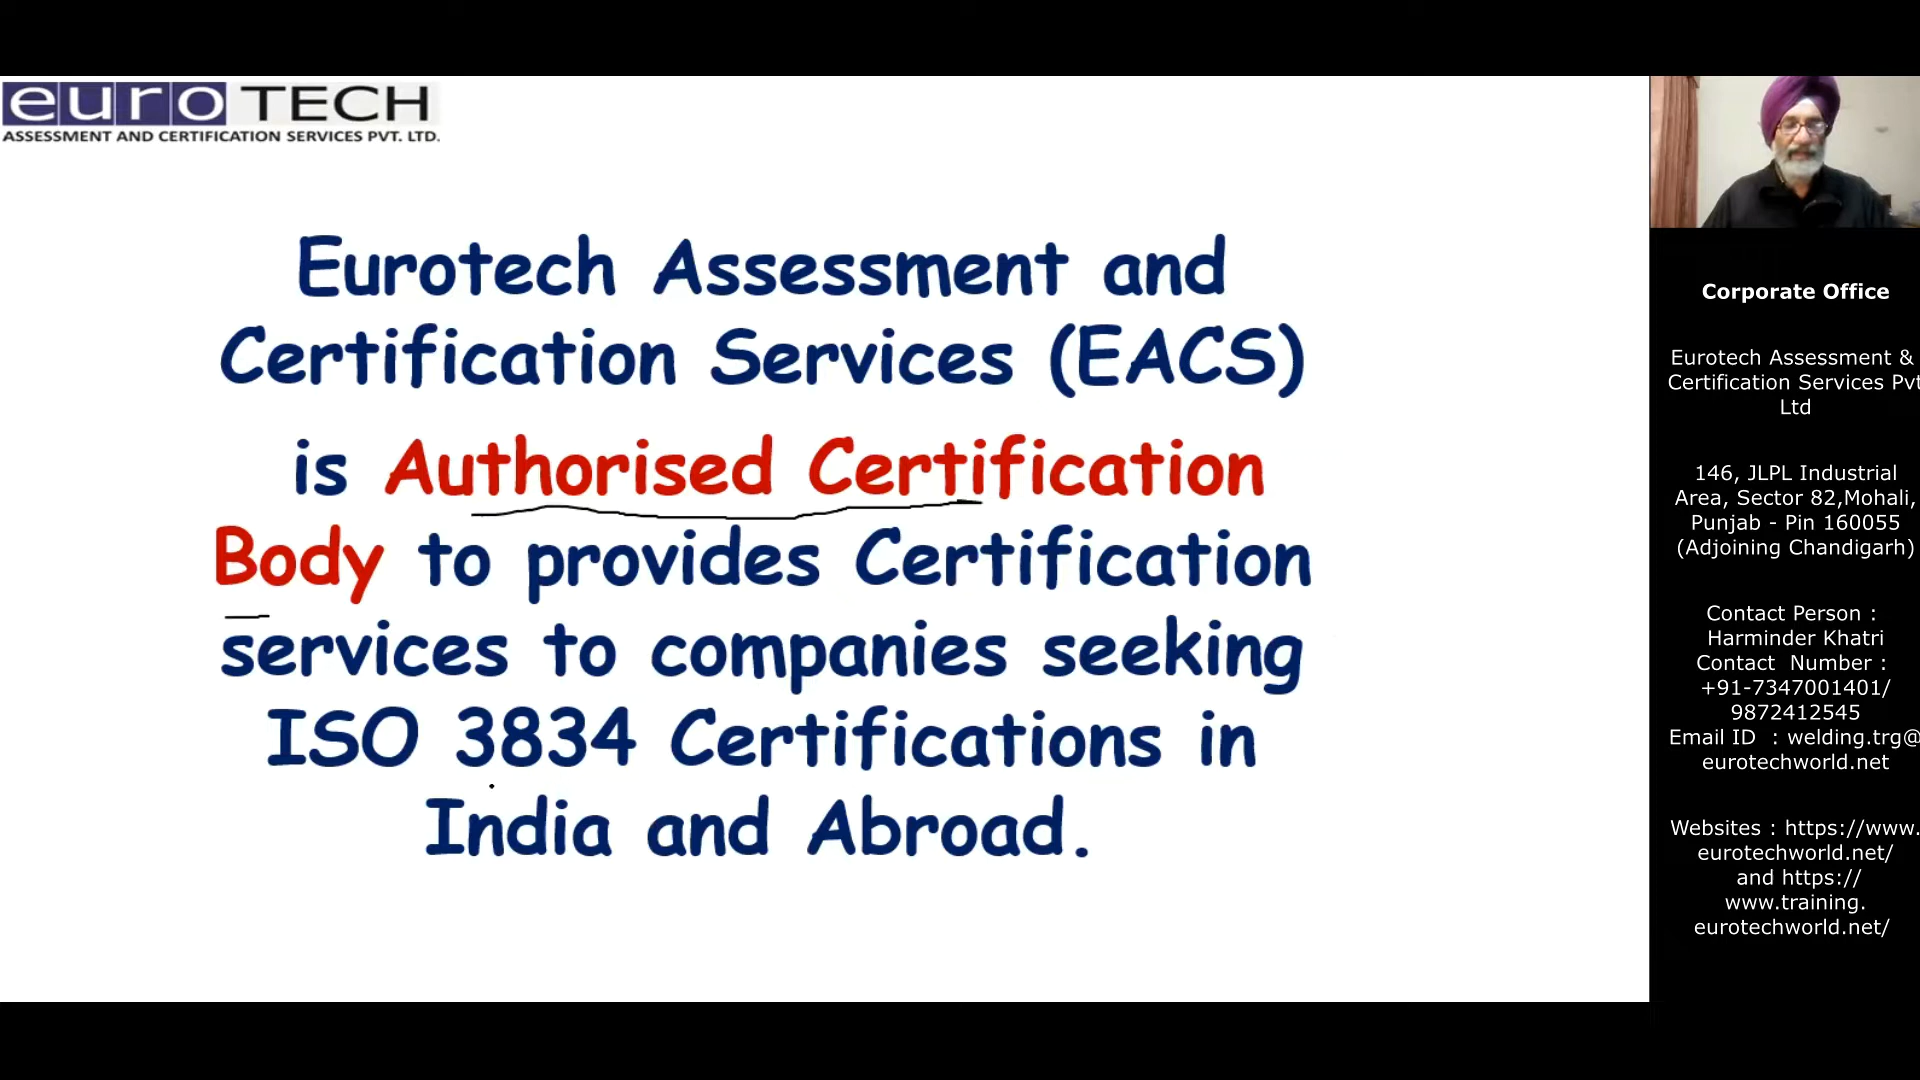 euroTECH
ASSESSMENT AND CERTIFICATION SERVICES PVT. LTD.
Eurotech Assessment and
Certification Services (EACS)
is Authorised Certification
Body to provides Certification
services to companies seeking
ISO 3834 Certifications in
India and Abroad.
Corporate Office
Eurotech Assessment &
Certification Services Pvt
Ltd
146, JLPL Industrial
Area, Sector 82,Mohali,
Punjab - Pin 160055
(Adjoining Chandigarh)
Contact Person :
Harminder Khatri
Contact Number :
+91-7347001401/
9872412545
Email ID : welding.trg@
eurotechworld.net
Websites : https://www.
eurotechworld.net/
and https://
www.training.
eurotechworld.net/